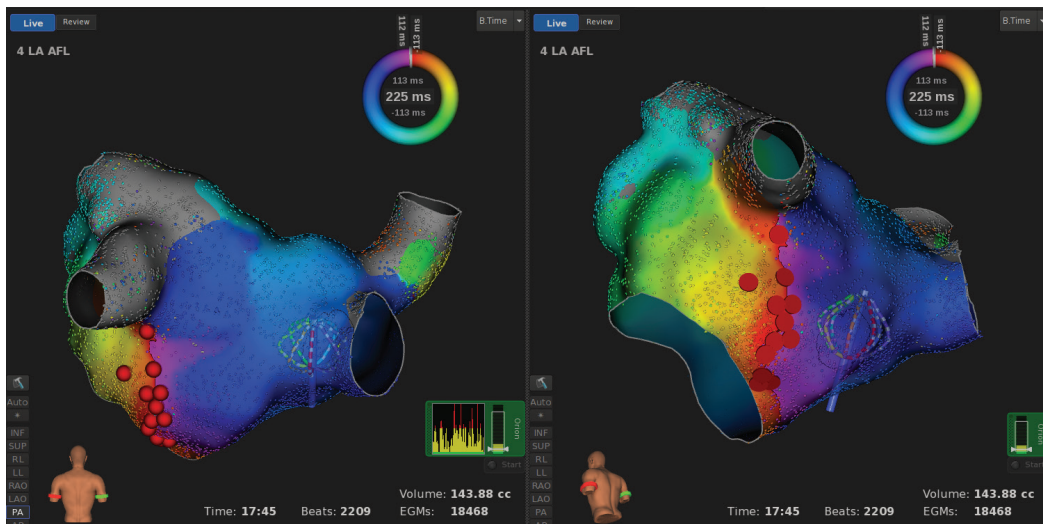 Live Review
B.Time
4 LA AFL
112 ms
-113 ms
113 ms
225 ms
-113 ms
Auto
INF
SUP
RL
LL
RAO
LAO
PA
Orion
Start
Volume: 143.88 cc
Time: 17:45 Beats: 2209 EGMs: 18468
Live Review
B.Time
4 LA AFL
112 ms
-113 ms
113 ms
225 ms
-113 ms
Auto
INF
SUP
RL
LL
RAO
LAO
PA
Orion
Start
Volume: 143.88 cc
Time: 17:45 Beats: 2209 EGMs: 18468